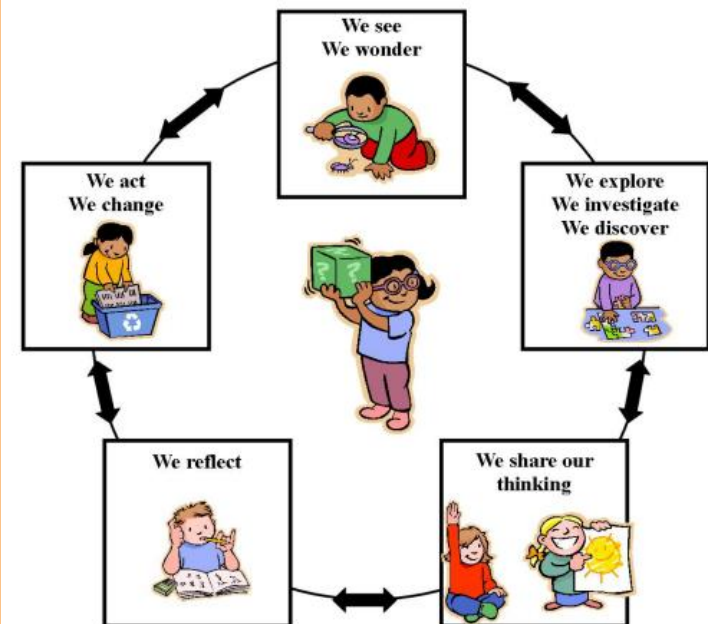 We see
We wonder
We explore
We investigate
We discover
We share our
thinking
We reflect
We act
We change
? ?